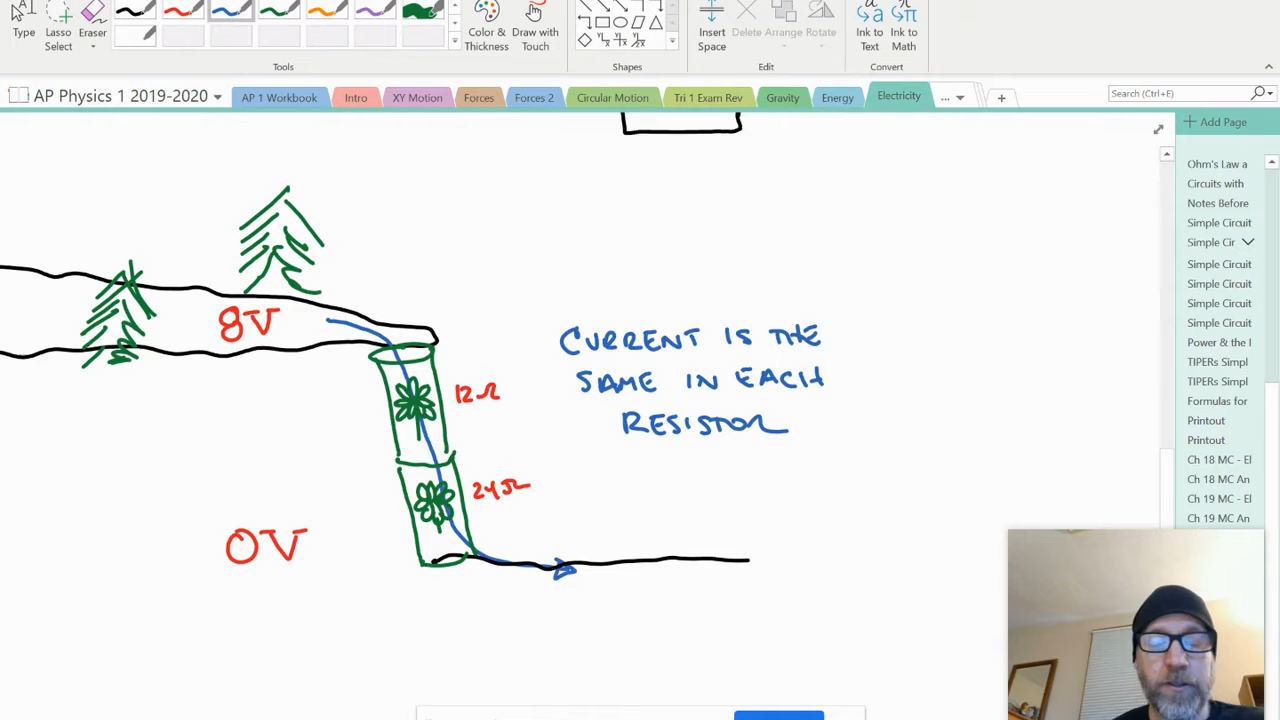 Type
Lasso
Select
Eraser
Color &
Thickness
Draw with
Touch
Insert
Space
Delete
Arrange
Rotate
Ink to
Text
Ink to
Math
Tools
Shapes
Edit
Convert
AP Physics 1 2019-2020
AP 1 Workbook
Intro
XY Motion
Forces
Forces 2
Circular Motion
Tri 1 Exam Rev
Gravity
Energy
Electricity
...
Search (Ctrl+E)
Add Page
Ohm's Law a
Circuits with
Notes Before
Simple Circuit
Simple Cir
Simple Circuit
Simple Circuit
Simple Circuit
Simple Circuit
Power & the I
TIPERs Simpl
TIPERs Simpl
Formulas for
Printout
Printout
Ch 18 MC - El
Ch 18 MC An
Ch 19 MC - El
Ch 19 MC An
8V
12Ω
24Ω
0V
CURRENT IS THE
SAME IN EACH
RESISTOR